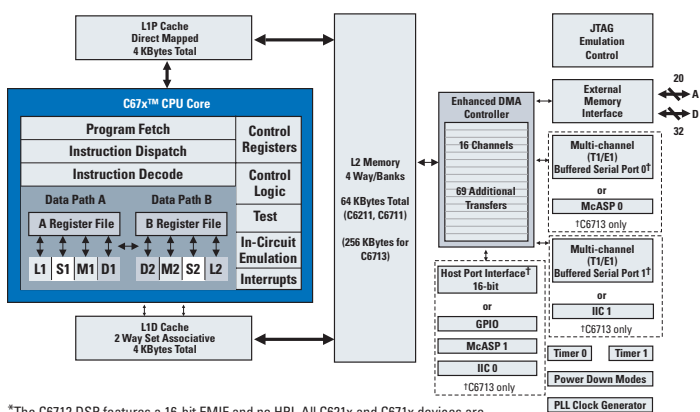 L1P Cache
Direct Mapped
4 KBytes Total
C67x™ CPU Core
Program Fetch
Instruction Dispatch
Instruction Decode
Control
Registers
Control
Logic
Test
In-Circuit
Emulation
Interrupts
Data Path A
Data Path B
A Register File
B Register File
L1 S1 M1 D1
D2 M2 S2 L2
L1D Cache
2 Way Set Associative
4 KBytes Total
L2 Memory
4 Way/Banks
64 KBytes Total
(C6211, C6711)
(256 KBytes for
C6713)
Enhanced DMA
Controller
16 Channels
69 Additional
Transfers
Host Port Interface†
16-bit
or
GPIO
McASP 1
IIC 0
†C6713 only
JTAG
Emulation
Control
External
Memory
Interface
20
A
D
32
Multi-channel
(T1/E1)
Buffered Serial Port 0†
or
McASP 0
†C6713 only
Multi-channel
(T1/E1)
Buffered Serial Port 1†
or
IIC 1
†C6713 only
Timer 0
Timer 1
Power Down Modes
PLL Clock Generator
*The C6712 DSP features a 16-bit EMIF and no HPI. All C621x and C671x devices are